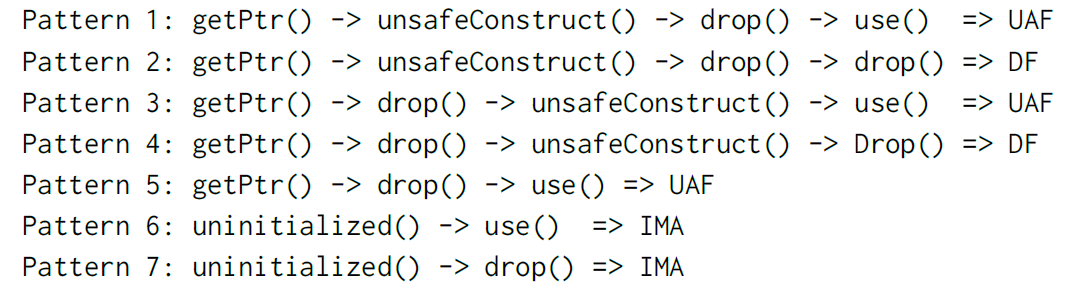 Pattern 1: getPtr() -> unsafeConstruct() -> drop() -> use()  => UAF
Pattern 2: getPtr() -> unsafeConstruct() -> drop() -> drop() => DF
Pattern 3: getPtr() -> drop() -> unsafeConstruct() -> use()  => UAF
Pattern 4: getPtr() -> drop() -> unsafeConstruct() -> Drop() => DF
Pattern 5: getPtr() -> drop() -> use() => UAF
Pattern 6: uninitialized() -> use()  => IMA
Pattern 7: uninitialized() -> drop() => IMA